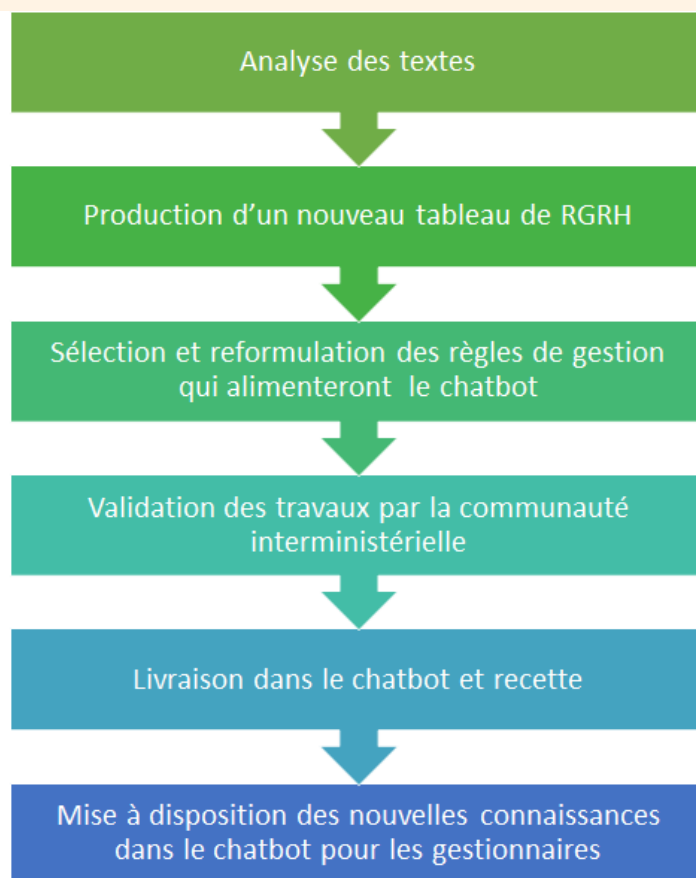 Analyse des textes
Production d’un nouveau tableau de RGRH
Sélection et reformulation des règles de gestion
qui alimenteront le chatbot
Validation des travaux par la communauté
interministérielle
Livraison dans le chatbot et recette
Mise à disposition des nouvelles connaissances
dans le chatbot pour les gestionnaires